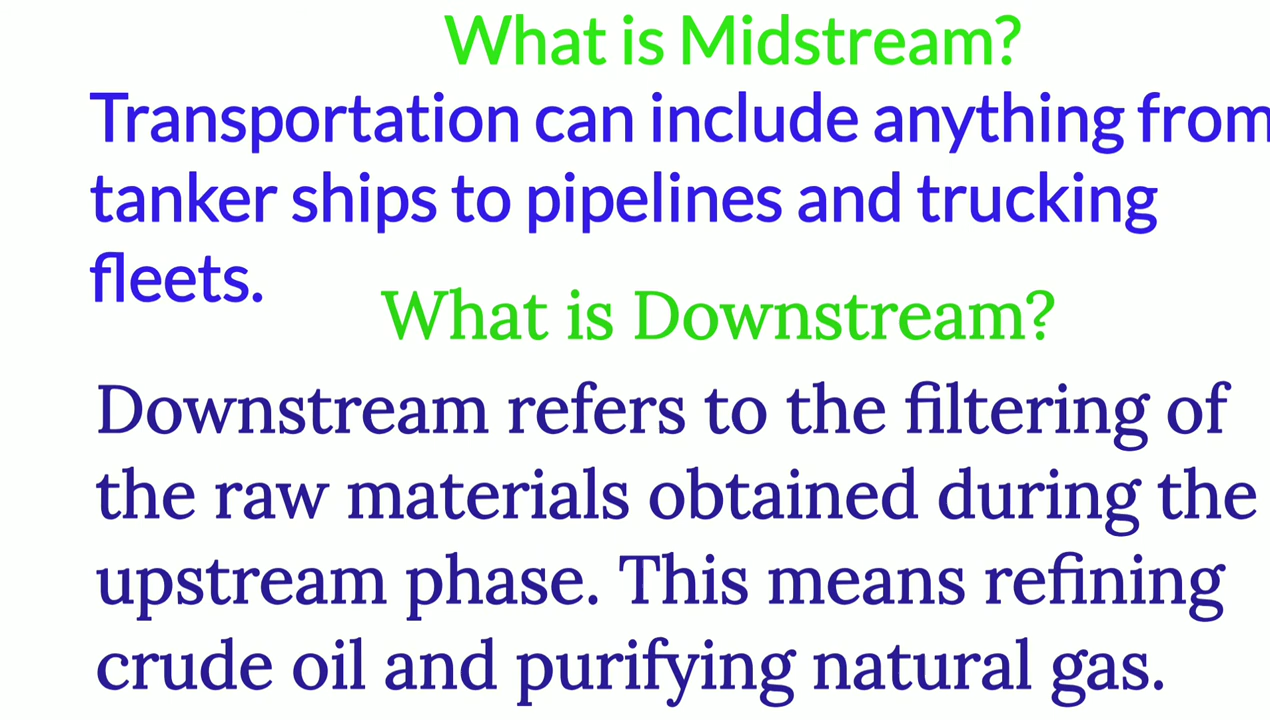 What is Midstream?
Transportation can include anything from
tanker ships to pipelines and trucking
fleets.
What is Downstream?
Downstream refers to the filtering of
the raw materials obtained during the
upstream phase. This means refining
crude oil and purifying natural gas.